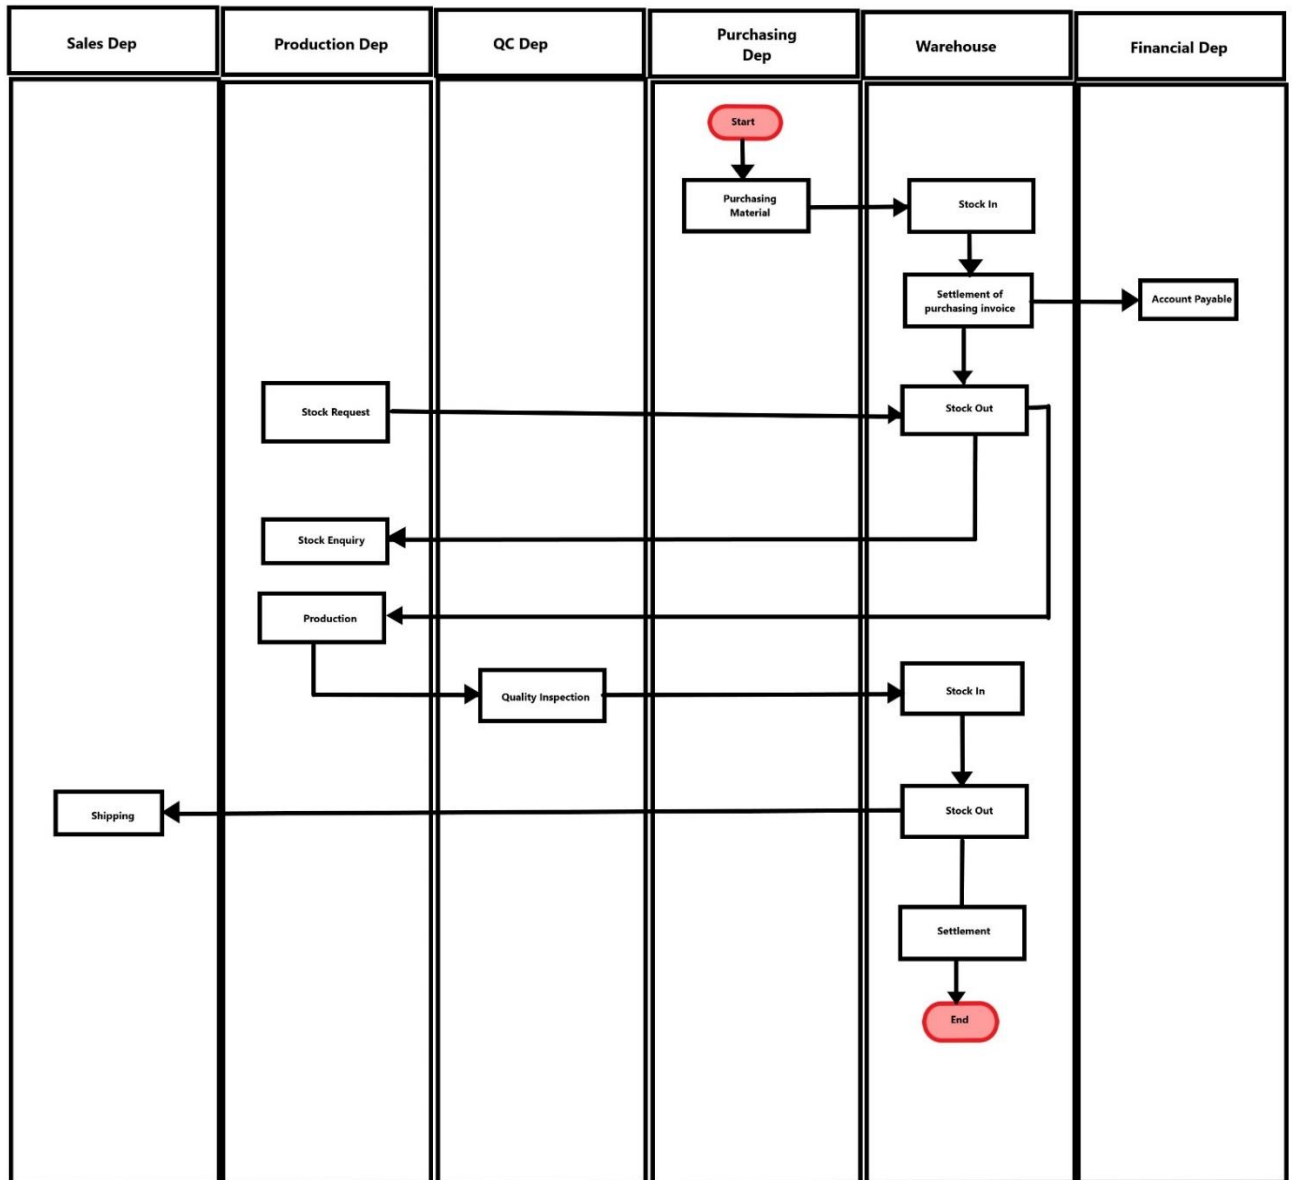 Sales Dep
Production Dep
QC Dep
Purchasing
Dep
Warehouse
Financial Dep
Start
Purchasing
Material
Stock In
Settlement of
purchasing invoice
Account Payable
Stock Request
Stock Out
Stock Enquiry
Production
Quality Inspection
Stock In
Shipping
Stock Out
Settlement
End